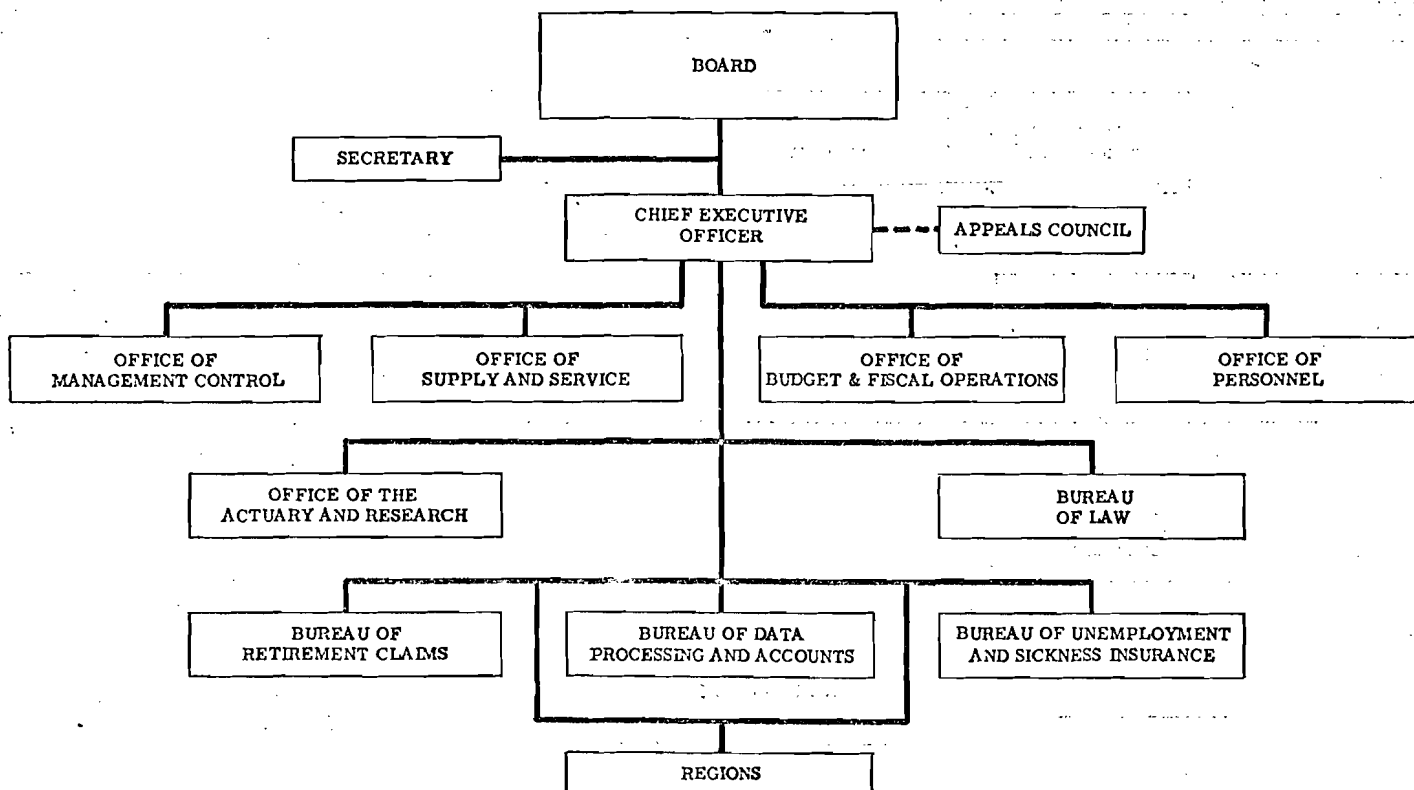 BOARD
SECRETARY
CHIEF EXECUTIVE
OFFICER
APPEALS COUNCIL
OFFICE OF
MANAGEMENT CONTROL
OFFICE OF
SUPPLY AND SERVICE
OFFICE OF
BUDGET & FISCAL OPERATIONS
OFFICE OF
PERSONNEL
OFFICE OF THE
ACTUARY AND RESEARCH
BUREAU
OF LAW
BUREAU OF
RETIREMENT CLAIMS
BUREAU OF DATA
PROCESSING AND ACCOUNTS
BUREAU OF UNEMPLOYMENT
AND SICKNESS INSURANCE
REGIONS